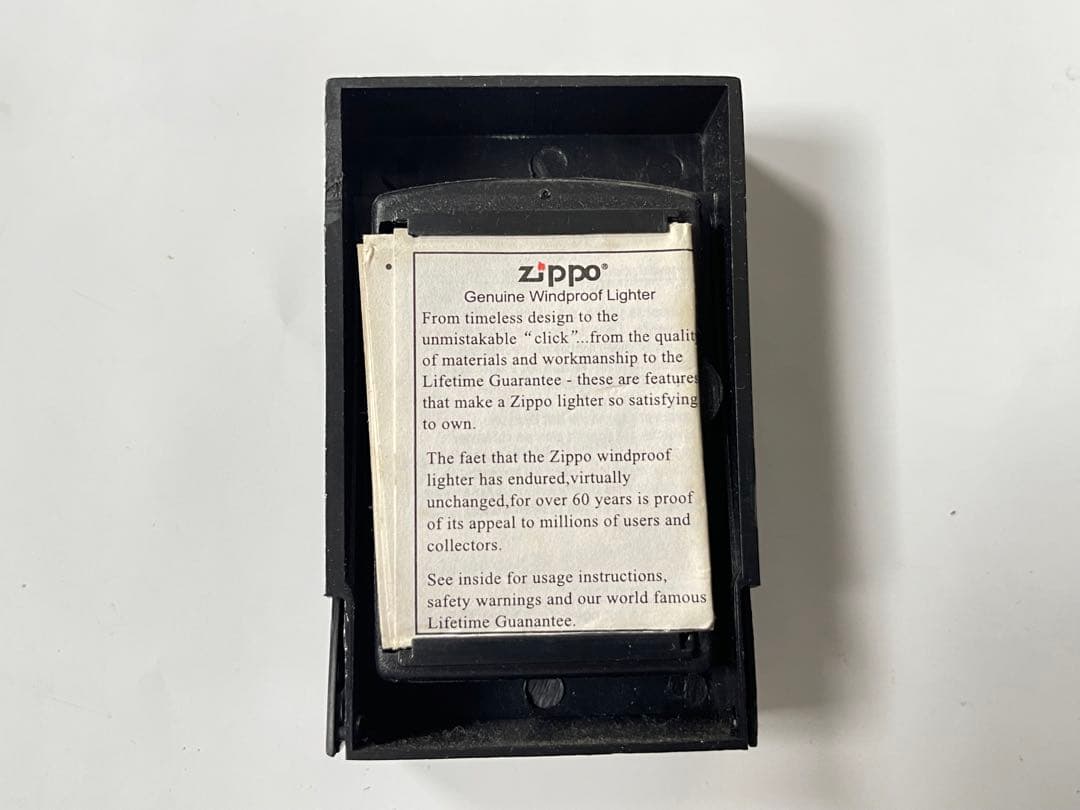 zippo®
Genuine Windproof Lighter
From timeless design to the
unmistakable “click”...from the quality
of materials and workmanship to the
Lifetime Guarantee - these are features
that make a Zippo lighter so satisfying
to own.
The faet that the Zippo windproof
lighter has endured,virtually
unchanged,for over 60 years is proof
of its appeal to millions of users and
collectors.
See inside for usage instructions,
safety warnings and our world famous
Lifetime Guanantee.